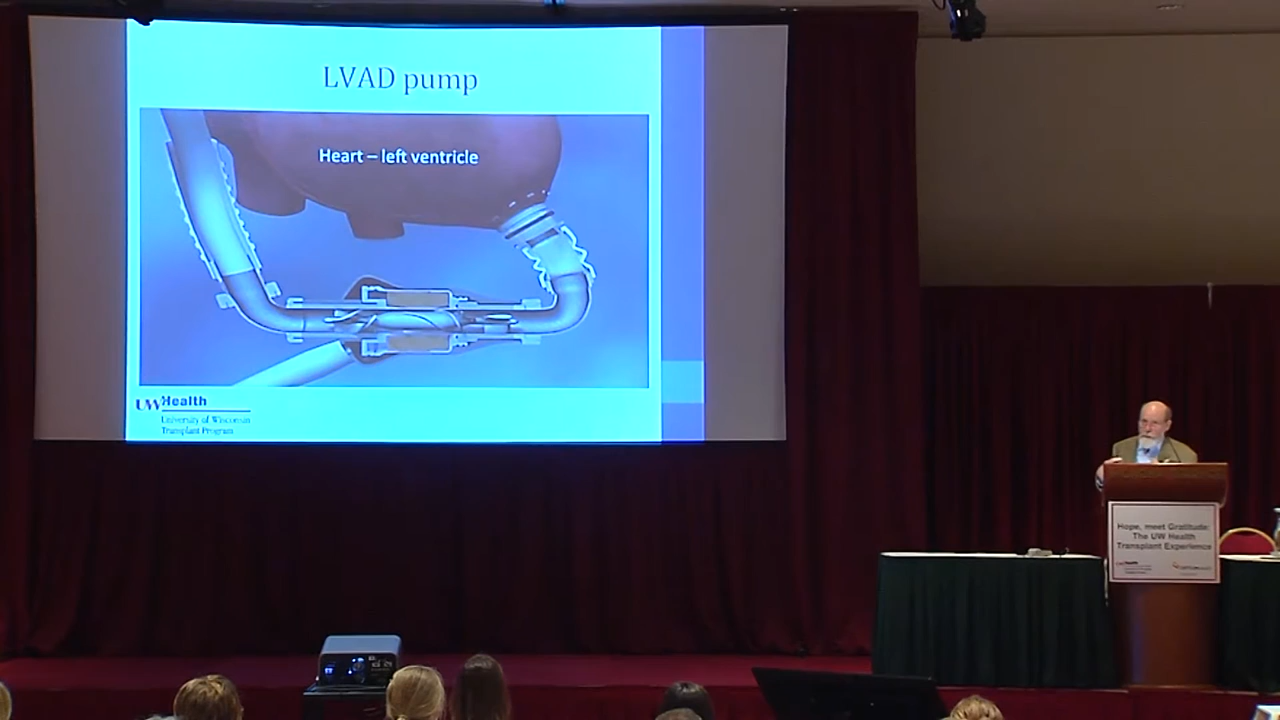 LVAD pump
Heart – left ventricle
UW Health
University of Wisconsin
Transplant Program
Hope, meet Gratitude:
The UW Health
Transplant Experience